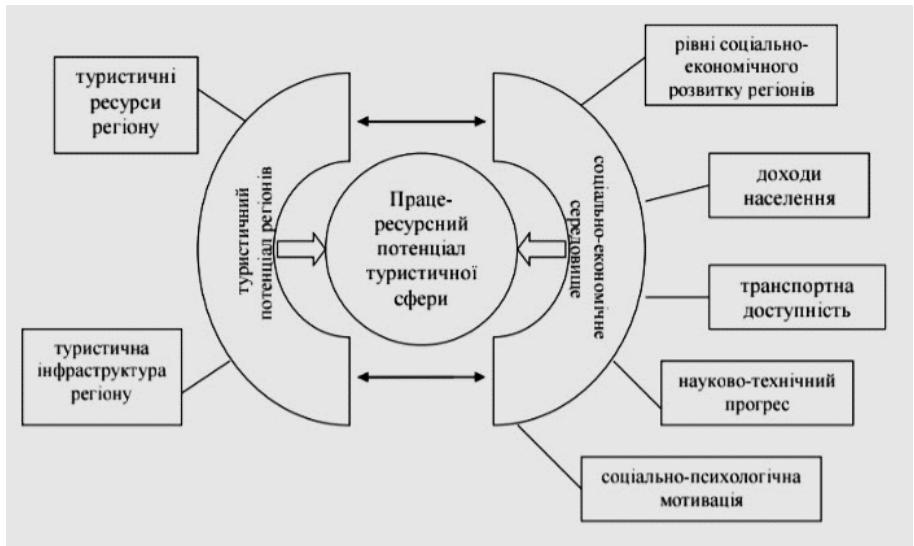 туристичні
ресурси
регіону
туристична
інфраструктура
регіону
туристичний
потенціал регіонів
Праце-
ресурсний
потенціал
туристичної
сфери
соціально-економічне
середовище
рівні соціально-
економічного
розвитку регіонів
доходи
населення
транспортна
доступність
науково-технічний
прогрес
соціально-психологічна
мотивація